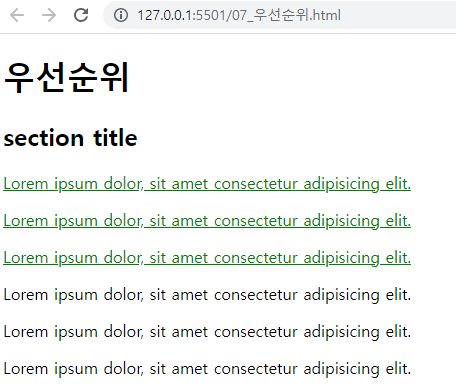 127.0.0.1:5501/07_우선순위.html
우선순위
section title
Lorem ipsum dolor, sit amet consectetur adipisicing elit.
Lorem ipsum dolor, sit amet consectetur adipisicing elit.
Lorem ipsum dolor, sit amet consectetur adipisicing elit.
Lorem ipsum dolor, sit amet consectetur adipisicing elit.
Lorem ipsum dolor, sit amet consectetur adipisicing elit.
Lorem ipsum dolor, sit amet consectetur adipisicing elit.